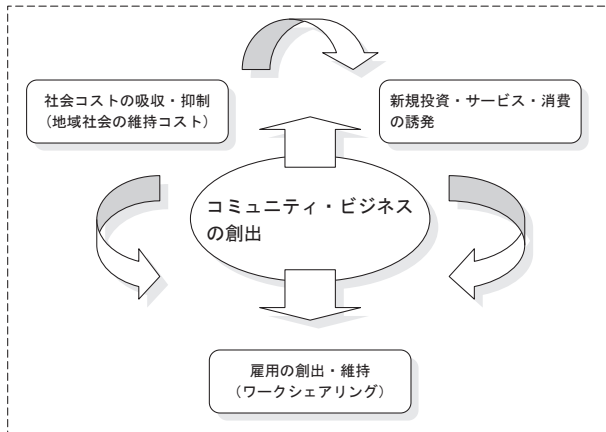 社会コストの吸収・抑制
（地域社会の維持コスト）
新規投資・サービス・消費
の誘発
コミュニティ・ビジネス
の創出
雇用の創出・維持
（ワークシェアリング）